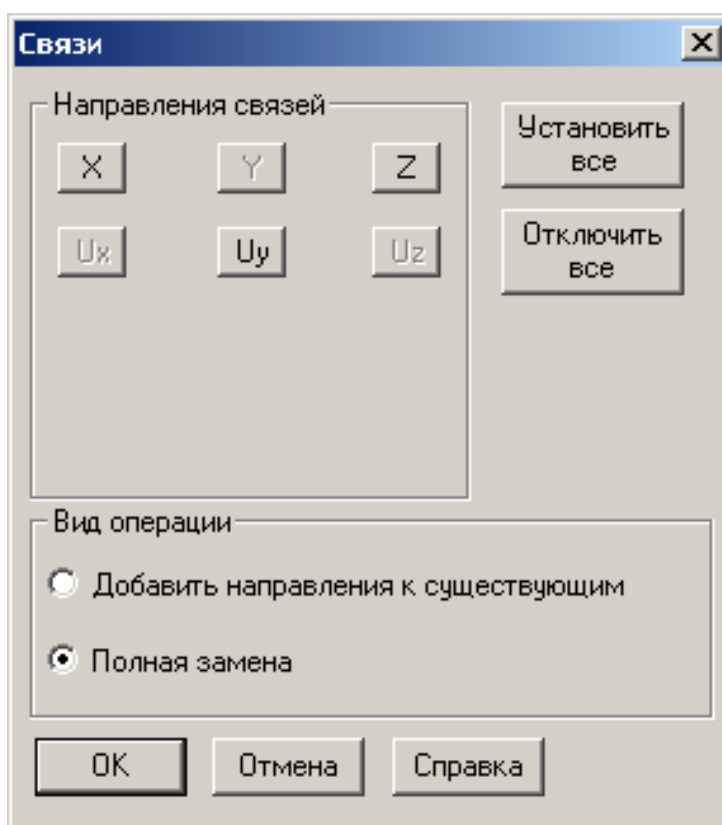 Связи
Направления связей
X Y Z
Ux Uy Uz
Установить
все
Отключить
все
Вид операции
Добавить направления к существующим
Полная замена
OK Отмена Справка